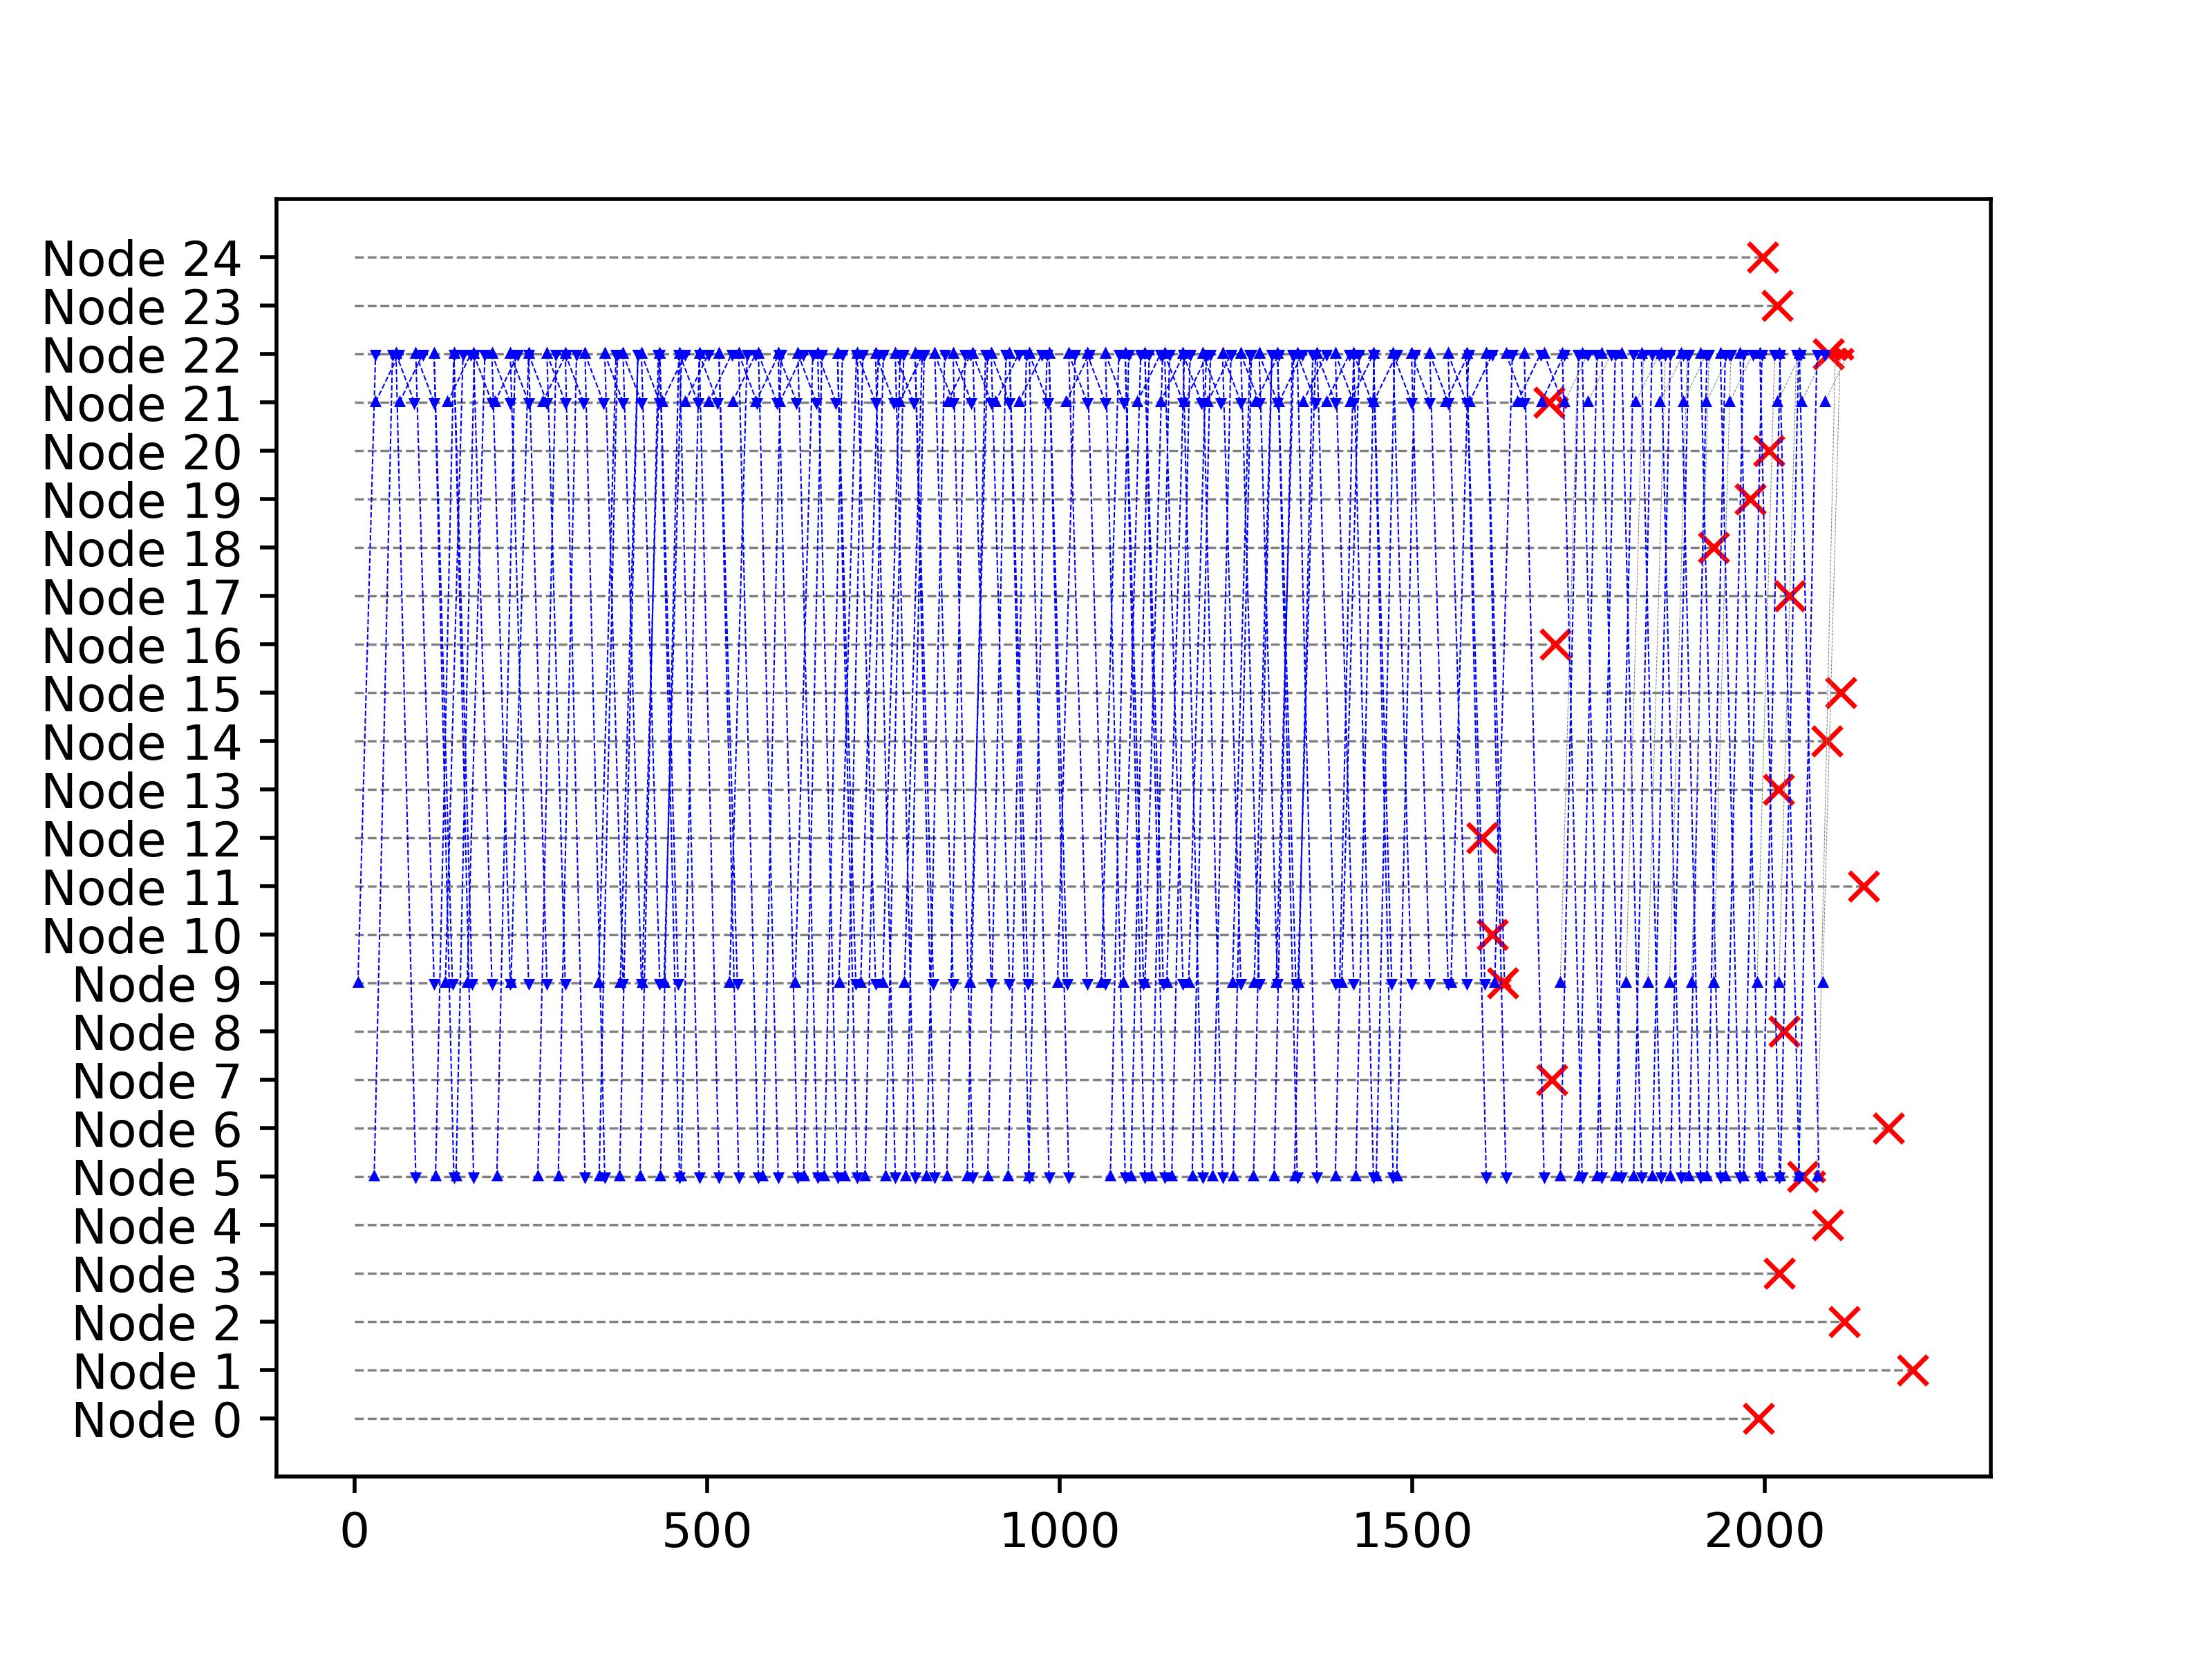 Node 24
Node 23
Node 22
Node 21
Node 20
Node 19
Node 18
Node 17
Node 16
Node 15
Node 14
Node 13
Node 12
Node 11
Node 10
Node 9
Node 8
Node 7
Node 6
Node 5
Node 4
Node 3
Node 2
Node 1
Node 0
0 500 1000 1500 2000